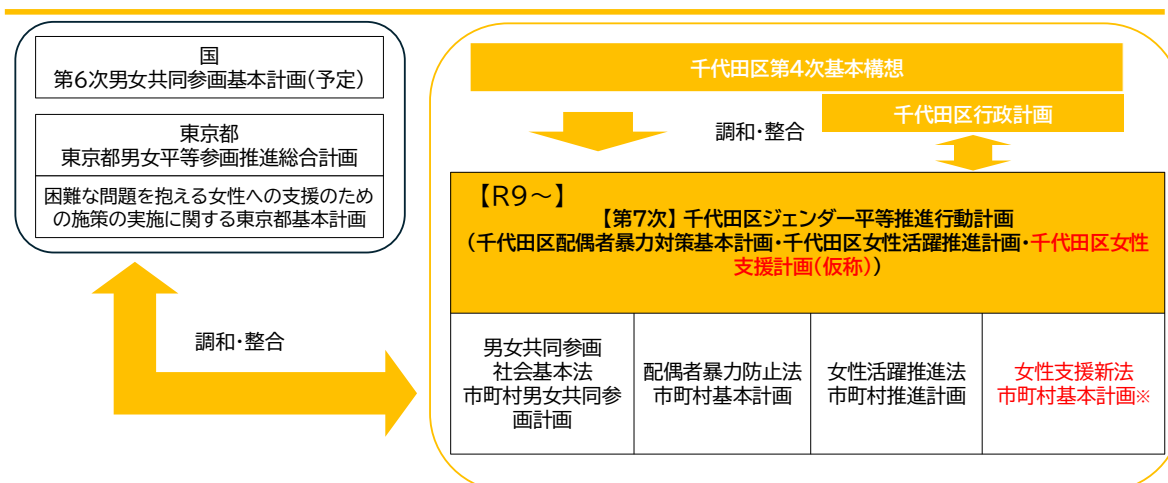 国
第6次男女共同参画基本計画(予定)
東京都
東京都男女平等参画推進総合計画
困難な問題を抱える女性への支援のため
の施策の実施に関する東京都基本計画
調和・整合
千代田区第4次基本構想
千代田区行政計画
調和・整合
【R9~】
【第7次】千代田区ジェンダー平等推進行動計画
(千代田区配偶者暴力対策基本計画・千代田区女性活躍推進計画・千代田区女性
支援計画(仮称))
男女共同参画
社会基本法
市町村男女共同参
画計画
配偶者暴力防止法
市町村基本計画
女性活躍推進法
市町村推進計画
女性支援新法
市町村基本計画※